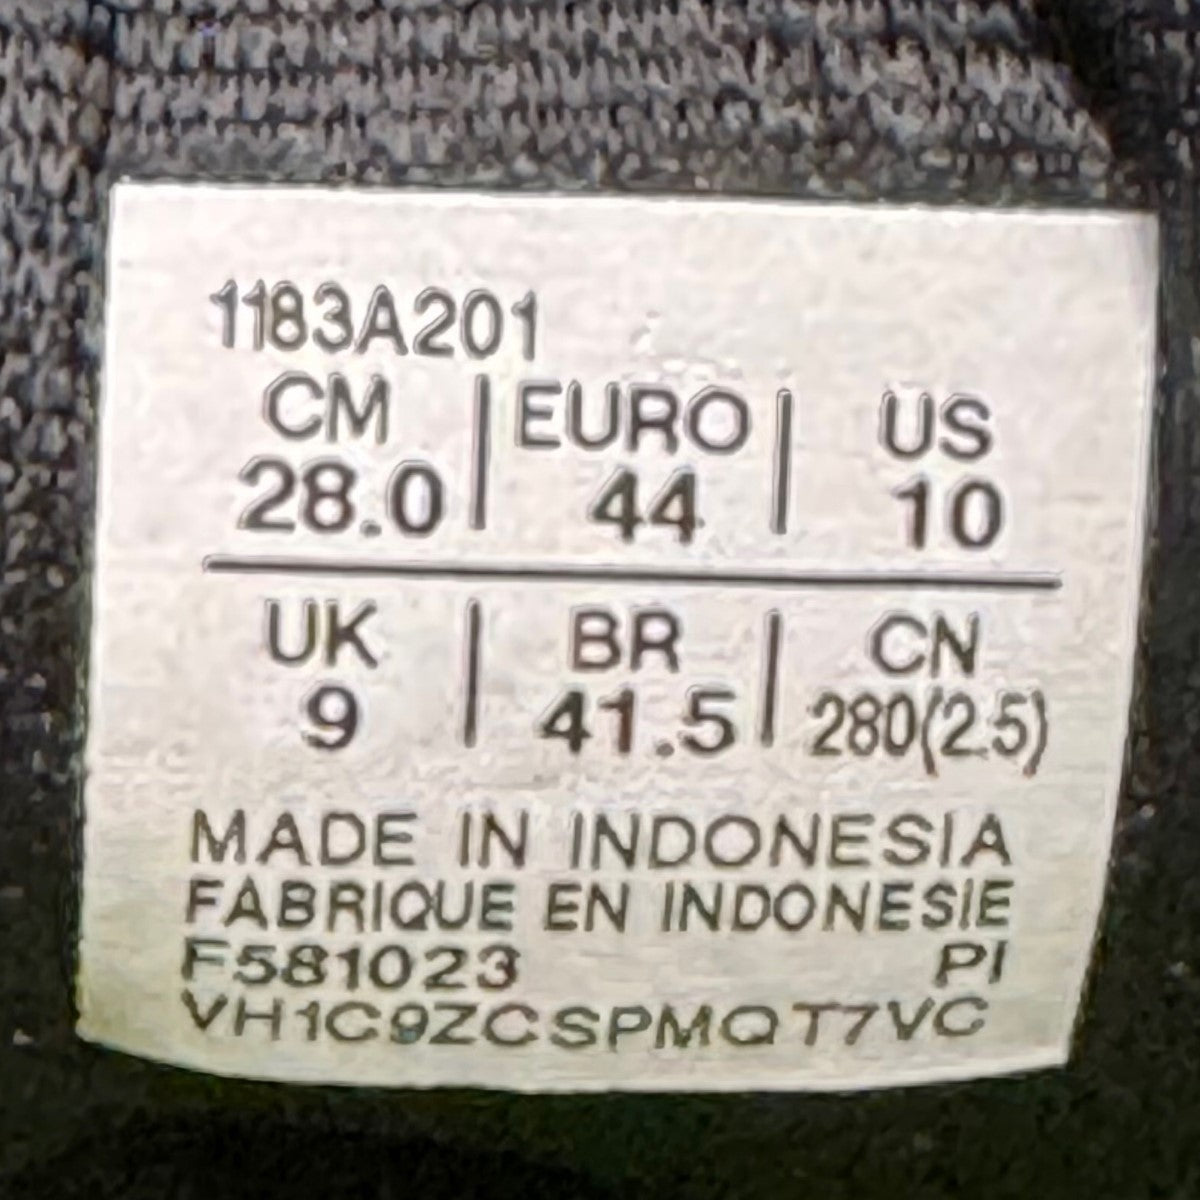 1183A201
CM | EURO | US
28.0 | 44 | 10
UK | BR | CN
9 | 41.5 | 280(2.5)
MADE IN INDONESIA
FABRIQUE EN INDONESIE
F581023 PI
VH1C9ZCSPMQT7VC